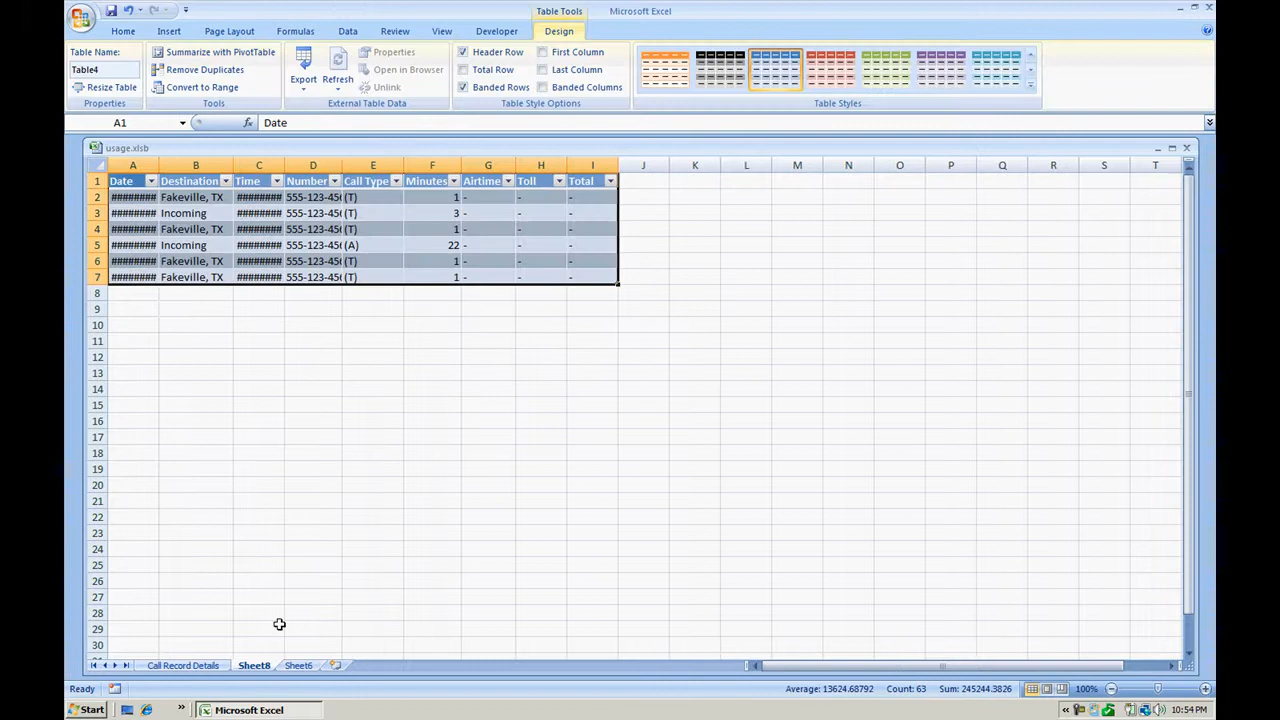 Table Tools
Microsoft Excel
Home Insert Page Layout Formulas Data Review View Developer Design
Table Name:
Table4
Resize Table
Properties
Summarize with PivotTable
Remove Duplicates
Convert to Range
Tools
Export
Refresh
Properties
Open in Browser
Unlink
External Table Data
Header Row
Total Row
Banded Rows
First Column
Last Column
Banded Columns
Table Style Options
Table Styles
A1
fx
Date
usage.xlsb
A B C D E F G H I J K L M N O P Q R S T
1 Date Destination Time Number Call Type Minutes Airtime Toll Total
2 ######## Fakeville, TX ######## 555-123-456 (T) 1 - - -
3 ######## Incoming ######## 555-123-456 (T) 3 - - -
4 ######## Fakeville, TX ######## 555-123-456 (T) 1 - - -
5 ######## Incoming ######## 555-123-456 (A) 22 - - -
6 ######## Fakeville, TX ######## 555-123-456 (T) 1 - - -
7 ######## Fakeville, TX ######## 555-123-456 (T) 1 - - -
8
9
10
11
12
13
14
15
16
17
18
19
20
21
22
23
24
25
26
27
28
29
30
Call Record Details Sheet8 Sheet6
Ready
Average: 13624.68792 Count: 63 Sum: 245244.3826
100%
Start
Microsoft Excel
10:54 PM